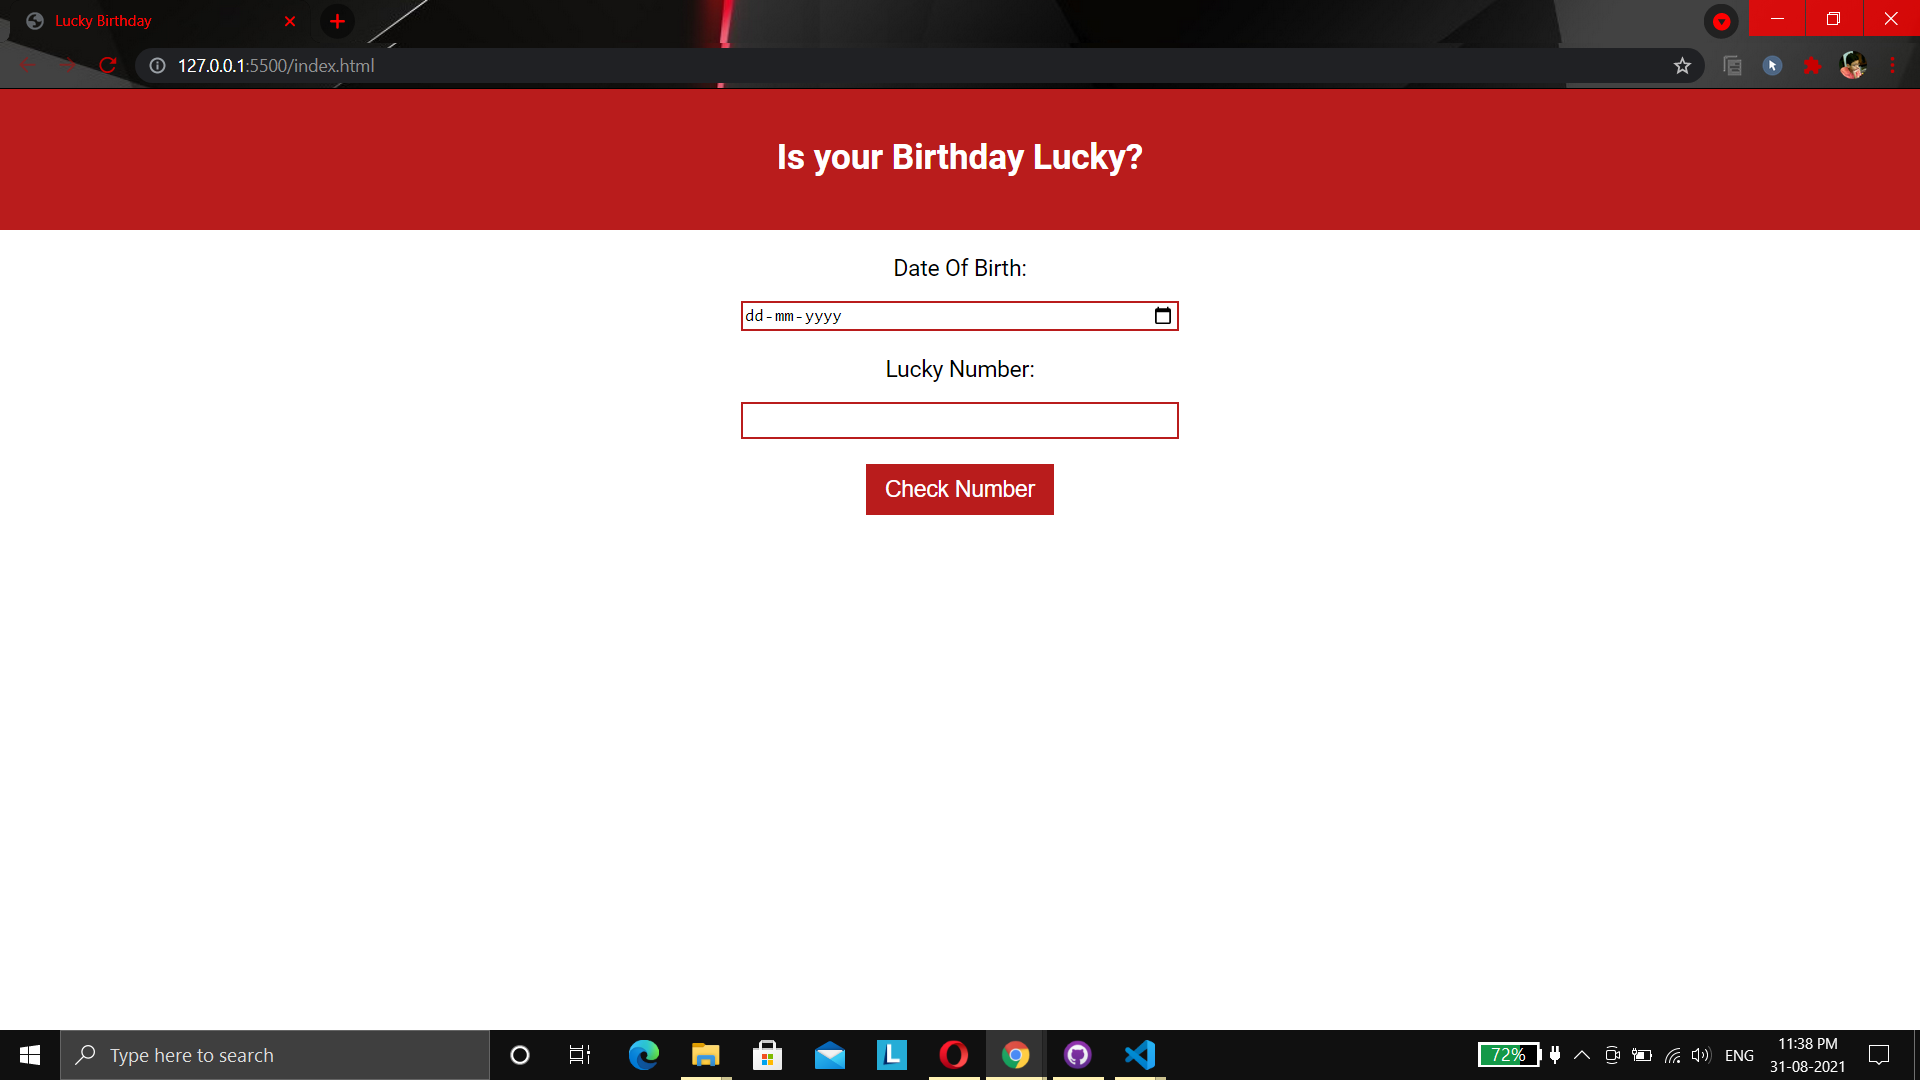 Lucky Birthday
127.0.0.1:5500/index.html
Is your Birthday Lucky?
Date Of Birth:
dd-mm-yyyy
Lucky Number:
Check Number
Type here to search
L
72%
ENG
11:38 PM
31-08-2021